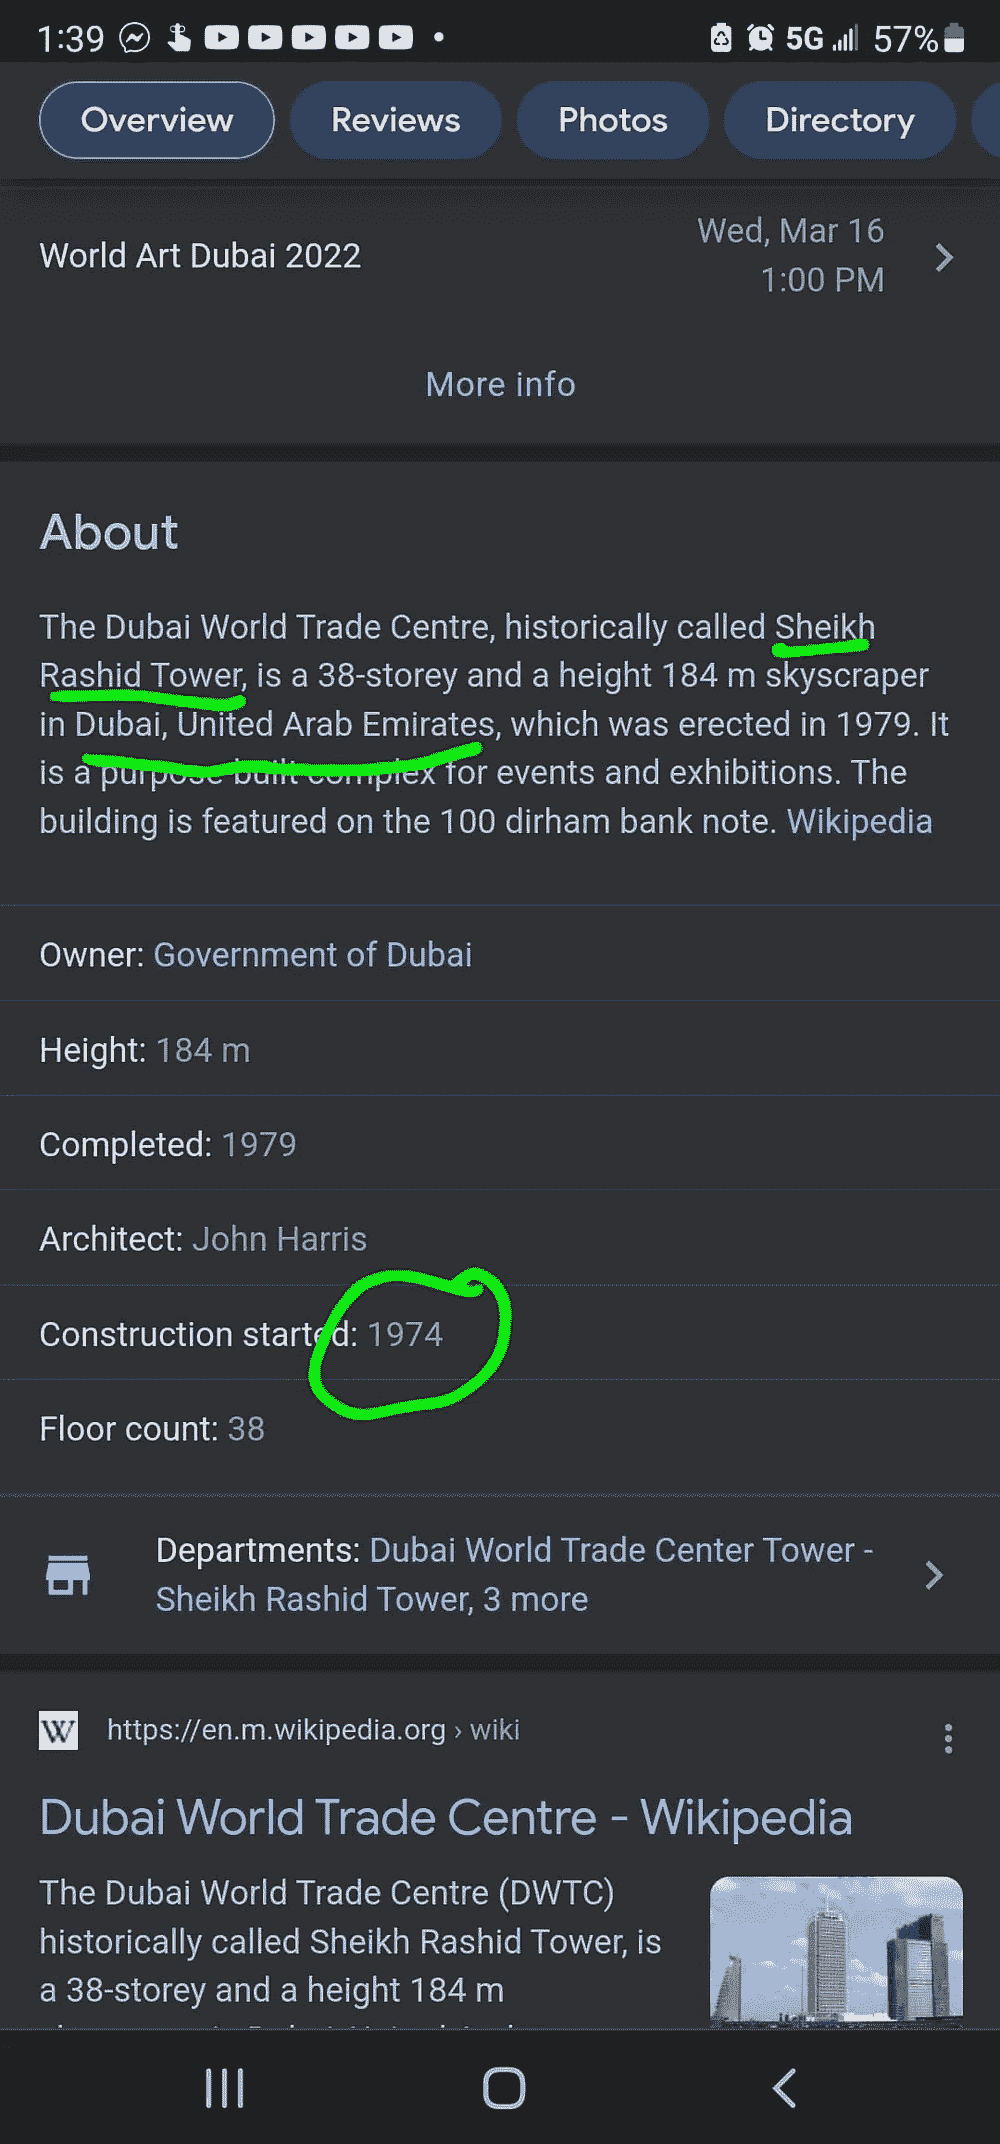 1:39
5G 57%
Overview Reviews Photos Directory
World Art Dubai 2022
Wed, Mar 16
1:00 PM
More info
About
The Dubai World Trade Centre, historically called Sheikh
Rashid Tower, is a 38-storey and a height 184 m skyscraper
in Dubai, United Arab Emirates, which was erected in 1979. It
is a purpose built complex for events and exhibitions. The
building is featured on the 100 dirham bank note. Wikipedia
Owner: Government of Dubai
Height: 184 m
Completed: 1979
Architect: John Harris
Construction started: 1974
Floor count: 38
Departments: Dubai World Trade Center Tower -
Sheikh Rashid Tower, 3 more
W https://en.m.wikipedia.org › wiki
Dubai World Trade Centre - Wikipedia
The Dubai World Trade Centre (DWTC)
historically called Sheikh Rashid Tower, is
a 38-storey and a height 184 m